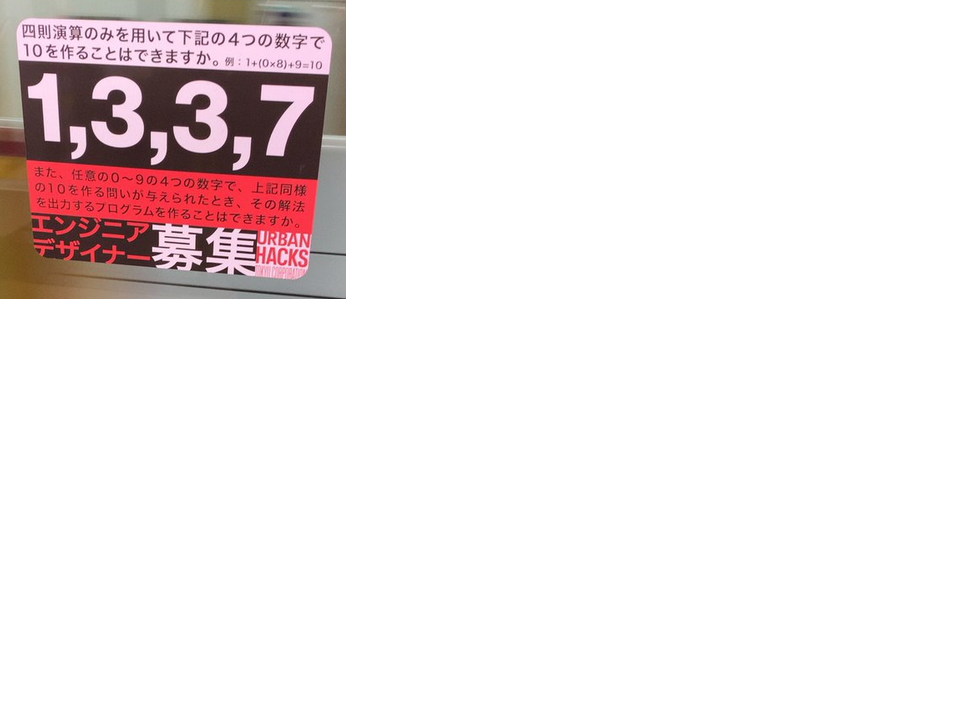 四則演算のみを用いて下記の4つの数字で
10を作ることはできますか。例：1+(0×8)+9=10
1,3,3,7
また、任意の0〜9の4つの数字で、上記同様
の10を作る問いが与えられたとき、その解法
を出力するプログラムを作ることはできますか。
エンジニア
デザイナー
募集
URBAN
HACKS
TOKYU CORPORATION